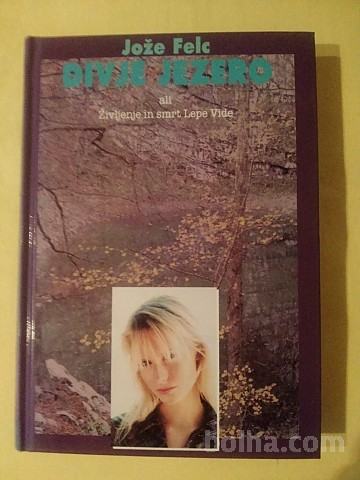 Jože Felc
DIVJE JEZERO
ali
Življenje in smrt Lepe Vide
bolha.com